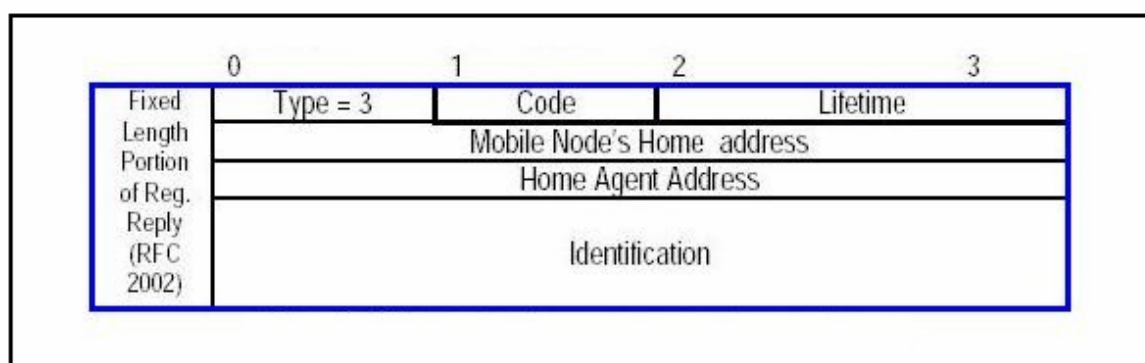 0 1 2 3
Fixed
Length
Portion
of Reg.
Reply
(RFC
2002)
Type = 3 Code Lifetime
Mobile Node's Home address
Home Agent Address
Identification